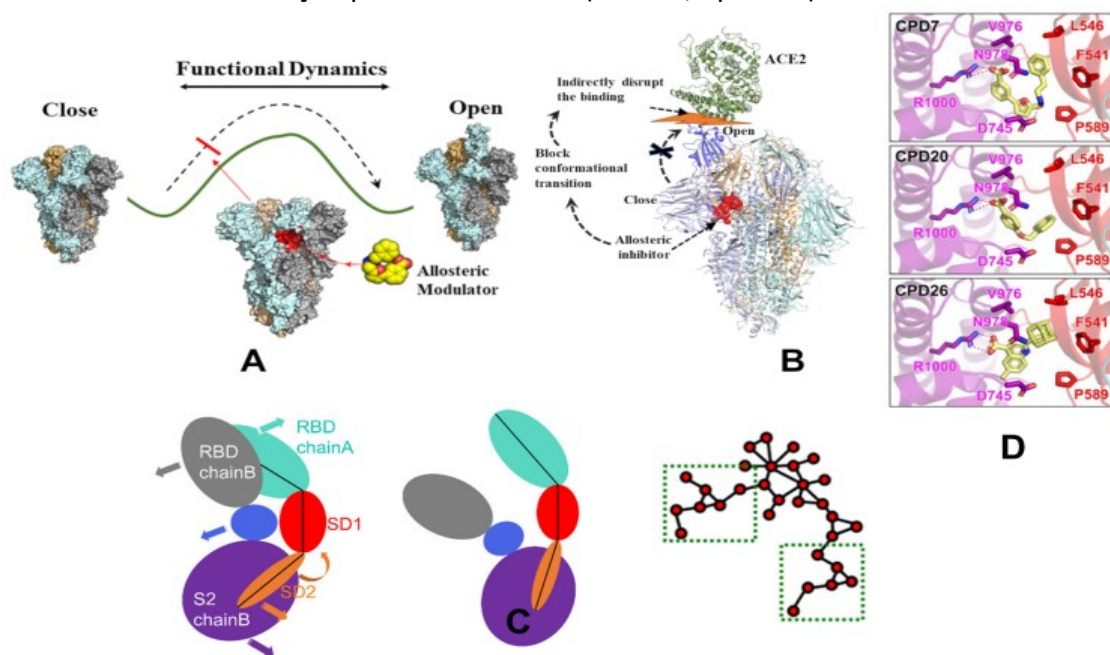 Functional Dynamics
Close
Open
Allosteric
Modulator
A
ACE2
Indirectly disrupt
the binding
Open
Block
conformational
transition
Close
Allosteric
inhibitor
B
CPD7
V976
L546
N978
F541
R1000
D745
P589
CPD20
V976
L546
N978
F541
R1000
D745
P589
CPD26
V976
L546
N978
F541
R1000
D745
P589
D
RBD
chainA
RBD
chainB
SD1
SD2
S2
chainB
C